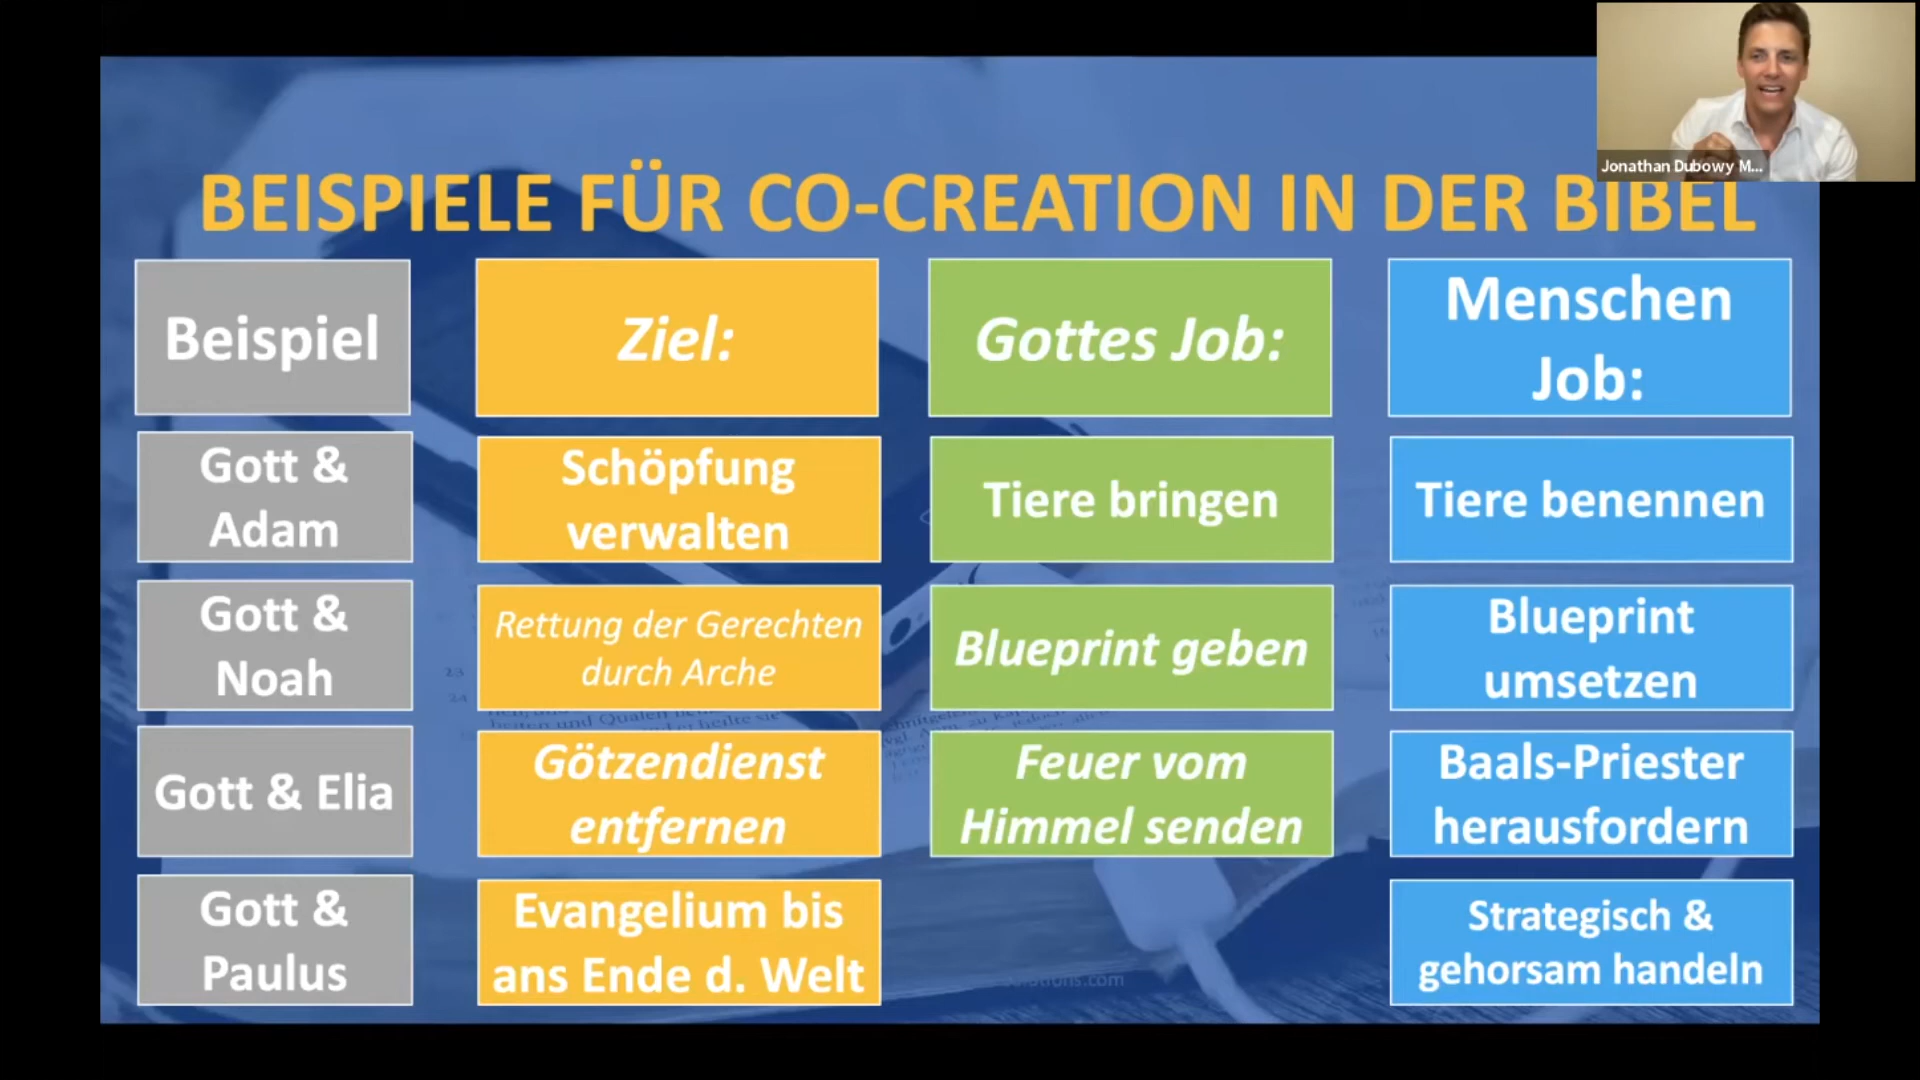 Jonathan Dubowy M...
BEISPIELE FÜR CO-CREATION IN DER BIBEL
Beispiel
Ziel:
Gottes Job:
Menschen
Job:
Gott &
Adam
Schöpfung
verwalten
Tiere bringen
Tiere benennen
Gott &
Noah
Rettung der Gerechten
durch Arche
Blueprint geben
Blueprint
umsetzen
Gott & Elia
Götzendienst
entfernen
Feuer vom
Himmel senden
Baals-Priester
herausfordern
Gott &
Paulus
Evangelium bis
ans Ende d. Welt
Strategisch &
gehorsam handeln
23
24